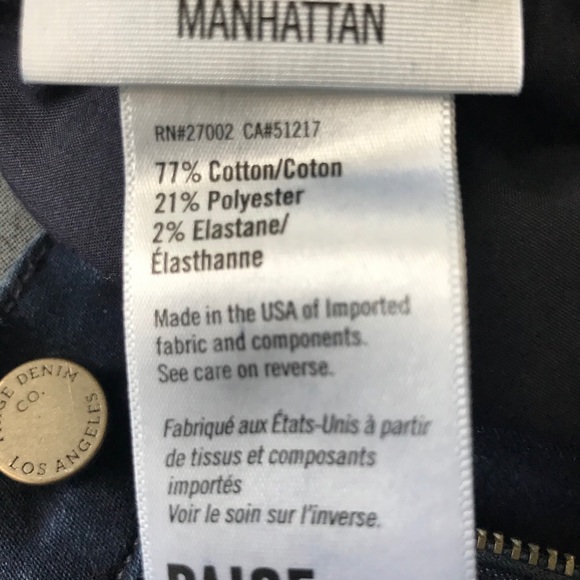 MANHATTAN
RN#27002 CA#51217
77% Cotton/Coton
21% Polyester
2% Elastane/
Élasthanne
Made in the USA of Imported
fabric and components.
See care on reverse.
Fabriqué aux États-Unis à partir
de tissus et composants
importés
Voir le soin sur l'inverse.
PAIGE
DENIM
CO.
LOS ANGELES